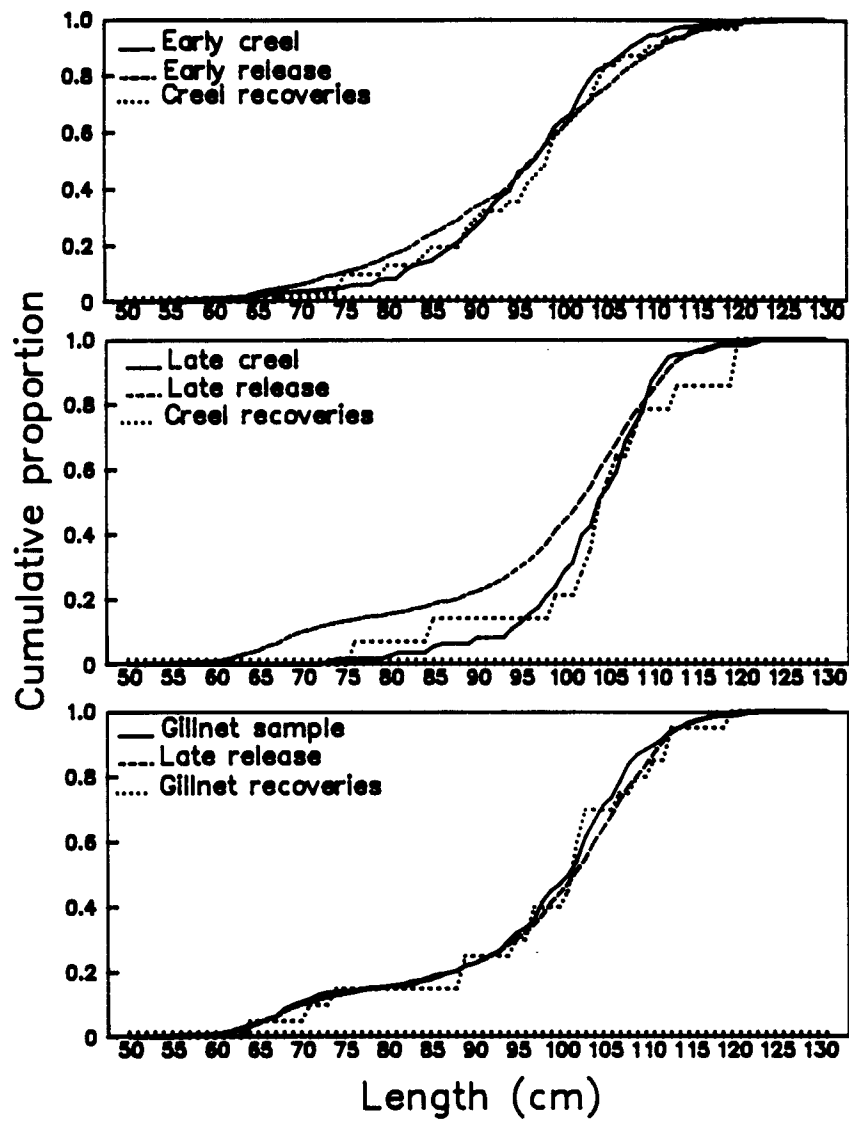 Cumulative proportion
1.0
0.8
0.6
0.4
0.2
0
Early creel
Early release
Creel recoveries
50 55 60 65 70 75 80 85 90 95 100 105 110 115 120 125 130
1.0
0.8
0.6
0.4
0.2
0
Late creel
Late release
Creel recoveries
50 55 60 65 70 75 80 85 90 95 100 105 110 115 120 125 130
1.0
0.8
0.6
0.4
0.2
0
Gillnet sample
Late release
Gillnet recoveries
50 55 60 65 70 75 80 85 90 95 100 105 110 115 120 125 130
Length (cm)